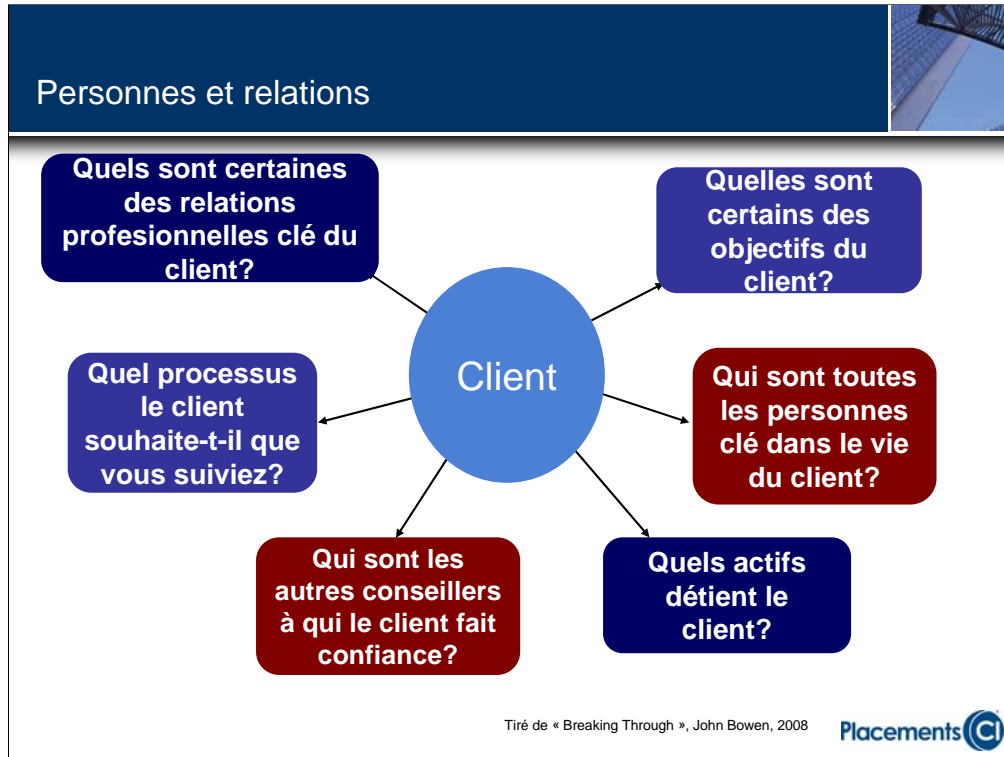 Personnes et relations
Quels sont certaines
des relations
profesionnelles clé du
client?
Quelles sont
certains des
objectifs du
client?
Client
Quel processus
le client
souhaite-t-il que
vous suiviez?
Qui sont toutes
les personnes
clé dans le vie
du client?
Qui sont les
autres conseillers
à qui le client fait
confiance?
Quels actifs
détient le
client?
Tiré de « Breaking Through », John Bowen, 2008
Placements CI